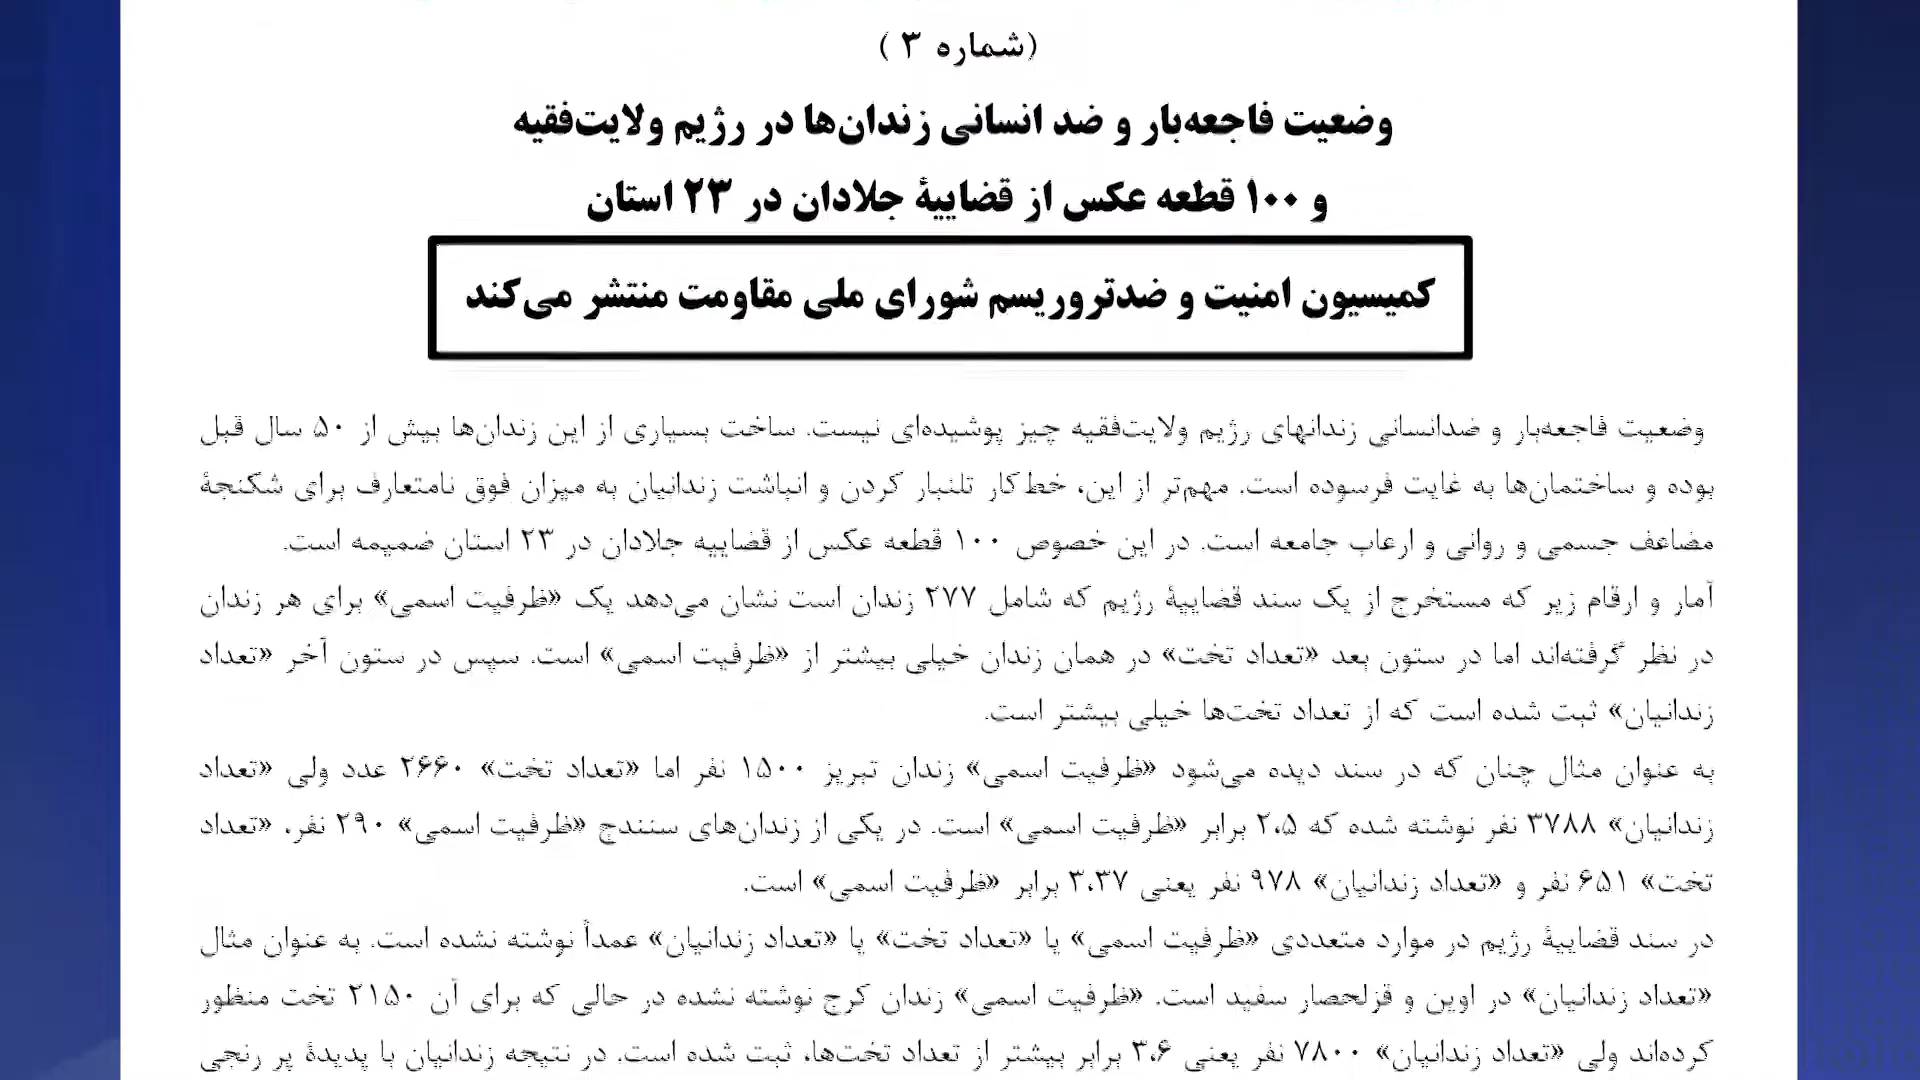 (شماره ۳ )
وضعیت فاجعه‌بار و ضد انسانی زندان‌ها در رژیم ولایت‌فقیه
و ۱۰۰ قطعه عکس از قضاییهٔ جلادان در ۲۳ استان
کمیسیون امنیت و ضدتروریسم شورای ملی مقاومت منتشر می‌کند
وضعیت فاجعه‌بار و ضدانسانی زندانهای رژیم ولایت‌فقیه چیز پوشیده‌ای نیست. ساخت بسیاری از این زندان‌ها بیش از ۵۰ سال قبل
بوده و ساختمان‌ها به غایت فرسوده است. مهم‌تر از این، خط‌کار تلنبار کردن و انباشت زندانیان به میزان فوق نامتعارف برای شکنجهٔ
مضاعف جسمی و روانی و ارعاب جامعه است. در این خصوص ۱۰۰ قطعه عکس از قضاییه جلادان در ۲۳ استان ضمیمه است.
آمار و ارقام زیر که مستخرج از یک سند قضاییهٔ رژیم که شامل ۲۷۷ زندان است نشان می‌دهد یک «ظرفیت اسمی» برای هر زندان
در نظر گرفته‌اند اما در ستون بعد «تعداد تخت» در همان زندان خیلی بیشتر از «ظرفیت اسمی» است. سپس در ستون آخر «تعداد
زندانیان» ثبت شده است که از تعداد تخت‌ها خیلی بیشتر است.
به عنوان مثال چنان که در سند دیده می‌شود «ظرفیت اسمی» زندان تبریز ۱۵۰۰ نفر اما «تعداد تخت» ۲۶۶۰ عدد ولی «تعداد
زندانیان» ۳۷۸۸ نفر نوشته شده که ۲،۵ برابر «ظرفیت اسمی» است. در یکی از زندان‌های سنندج «ظرفیت اسمی» ۲۹۰ نفر، «تعداد
تخت» ۶۵۱ نفر و «تعداد زندانیان» ۹۷۸ نفر یعنی ۳،۳۷ برابر «ظرفیت اسمی» است.
در سند قضاییهٔ رژیم در موارد متعددی «ظرفیت اسمی» یا «تعداد تخت» یا «تعداد زندانیان» عمداً نوشته نشده است. به عنوان مثال
«تعداد زندانیان» در اوین و قزلحصار سفید است. «ظرفیت اسمی» زندان کرج نوشته نشده در حالی که برای آن ۲۱۵۰ تخت منظور
کرده‌اند ولی «تعداد زندانیان» ۷۸۰۰ نفر یعنی ۳،۶ برابر بیشتر از تعداد تخت‌ها، ثبت شده است. در نتیجه زندانیان با پدیدهٔ پر رنجی